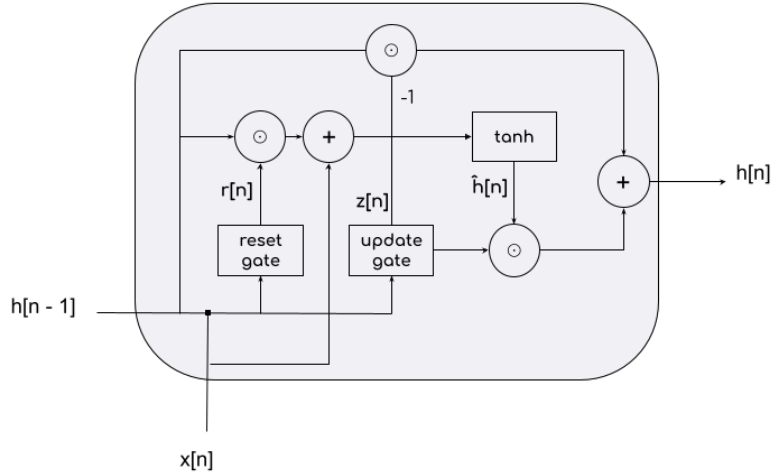 ⊙
-1
⊙
+
tanh
r[n]
z[n]
ĥ[n]
+
h[n]
reset
gate
update
gate
⊙
h[n - 1]
x[n]